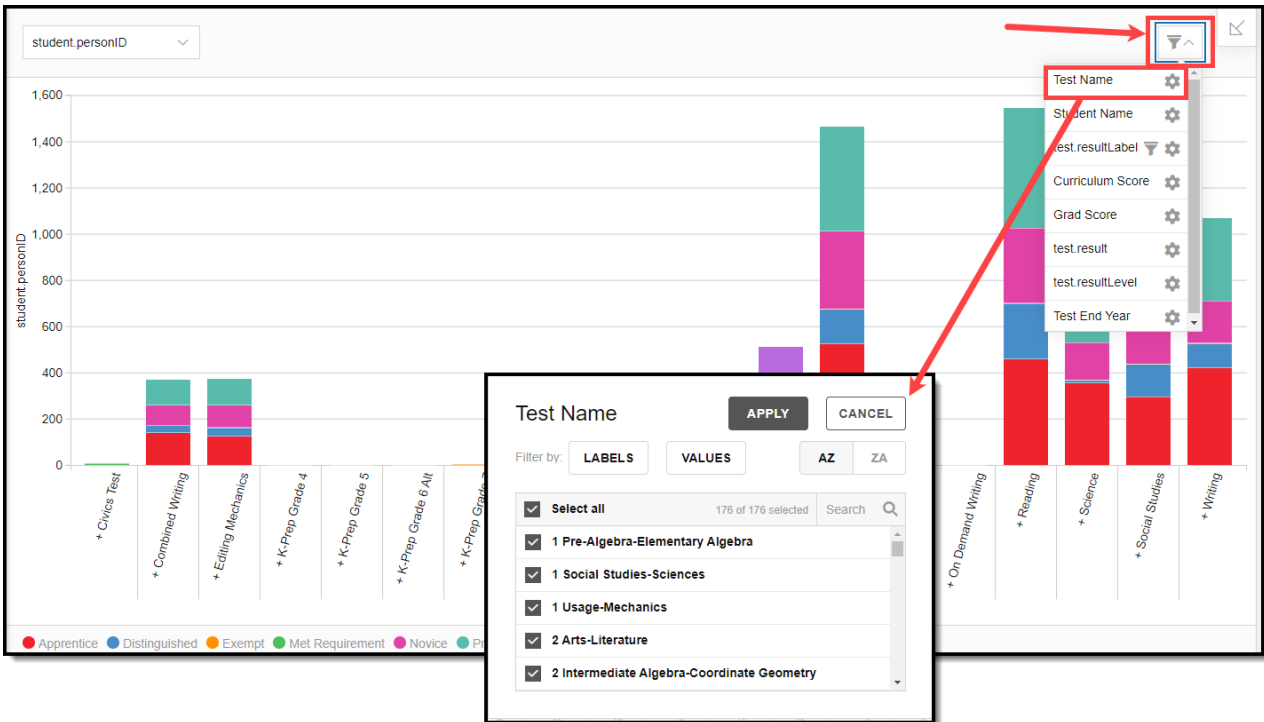 student.personID
Test Name
Student Name
test.resultLabel
Curriculum Score
Grad Score
test.result
test.resultLevel
Test End Year
student.personID
1,600
1,400
1,200
1,000
800
600
400
200
0
+ Civics Test
+ Combined Writing
+ Editing Mechanics
+ K-Prep Grade 4
+ K-Prep Grade 5
+ K-Prep Grade 6 Alt
+ K-Prep Grade
+ On Demand Writing
+ Reading
+ Science
+ Social Studies
+ Writing
Apprentice Distinguished Exempt Met Requirement Novice
Test Name APPLY CANCEL
Filter by: LABELS VALUES AZ ZA
Select all 176 of 176 selected Search
1 Pre-Algebra-Elementary Algebra
1 Social Studies-Sciences
1 Usage-Mechanics
2 Arts-Literature
2 Intermediate Algebra-Coordinate Geometry